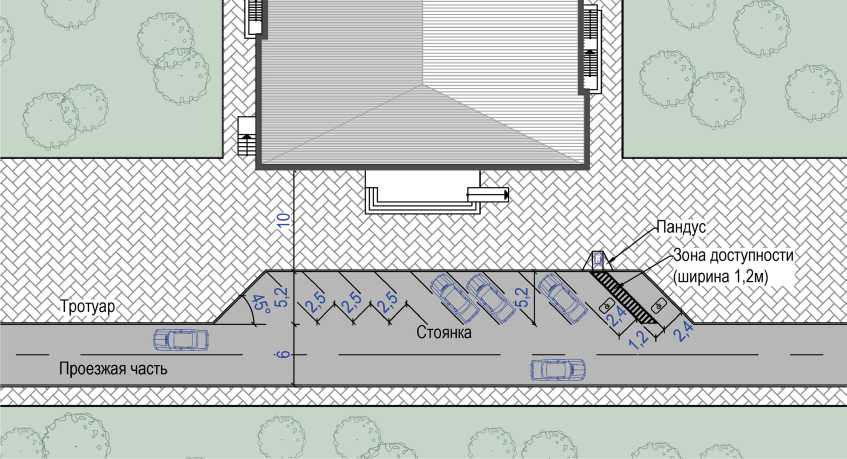 10
Пандус
Зона доступности
(ширина 1,2м)
Тротуар
45°
5,2
2,5
2,5
2,5
5,2
2,4
2,4
1,2
Стоянка
6
Проезжая часть